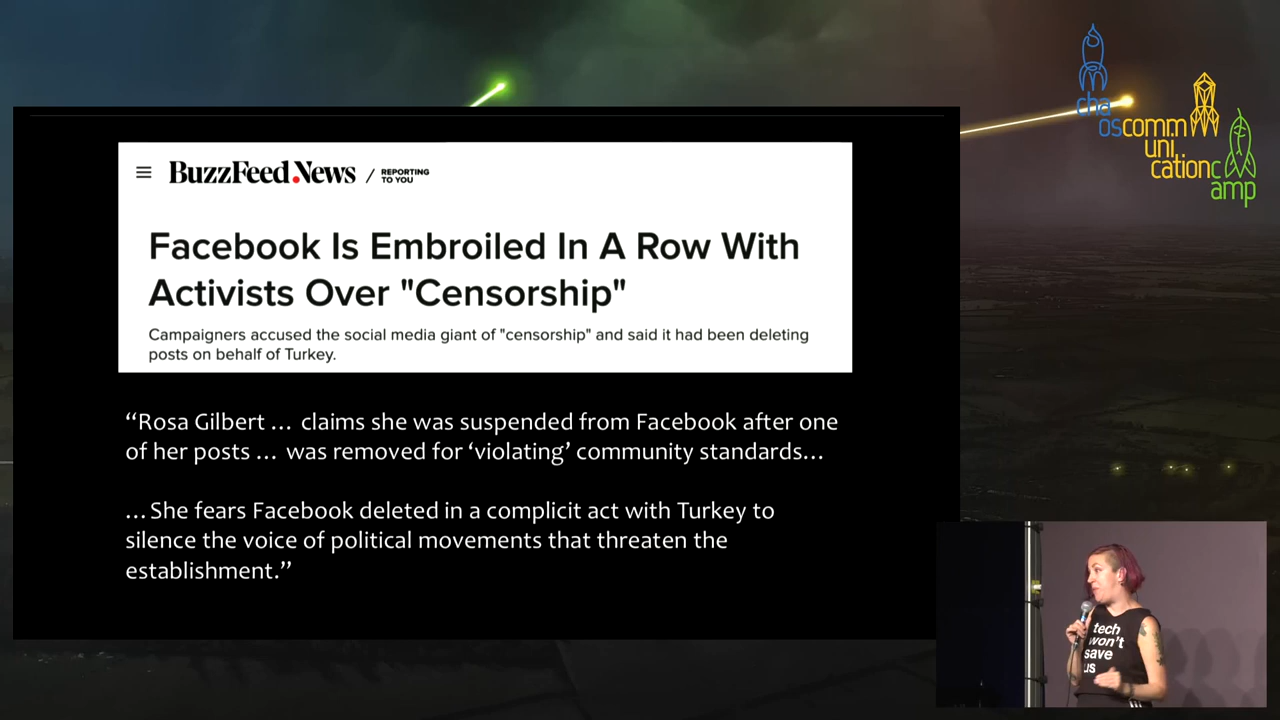 cha
oscomm
uni
cationc
amp
BuzzFeed.News / REPORTING
TO YOU
Facebook Is Embroiled In A Row With
Activists Over "Censorship"
Campaigners accused the social media giant of "censorship" and said it had been deleting
posts on behalf of Turkey.
“Rosa Gilbert … claims she was suspended from Facebook after one
of her posts … was removed for ‘violating’ community standards…
…She fears Facebook deleted in a complicit act with Turkey to
silence the voice of political movements that threaten the
establishment.”
tech
won't
save
us